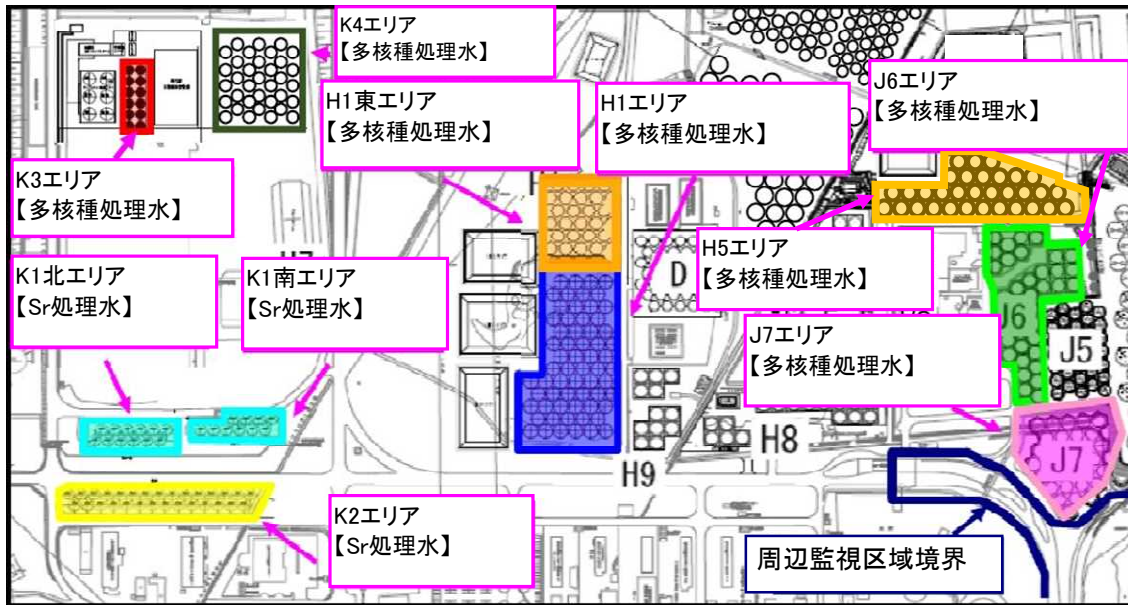 K4エリア
【多核種処理水】
H1東エリア
【多核種処理水】
H1エリア
【多核種処理水】
J6エリア
【多核種処理水】
K3エリア
【多核種処理水】
K1北エリア
【Sr処理水】
K1南エリア
【Sr処理水】
D
H5エリア
【多核種処理水】
J6
J7エリア
【多核種処理水】
J5
J7
H8
H9
K2エリア
【Sr処理水】
周辺監視区域境界